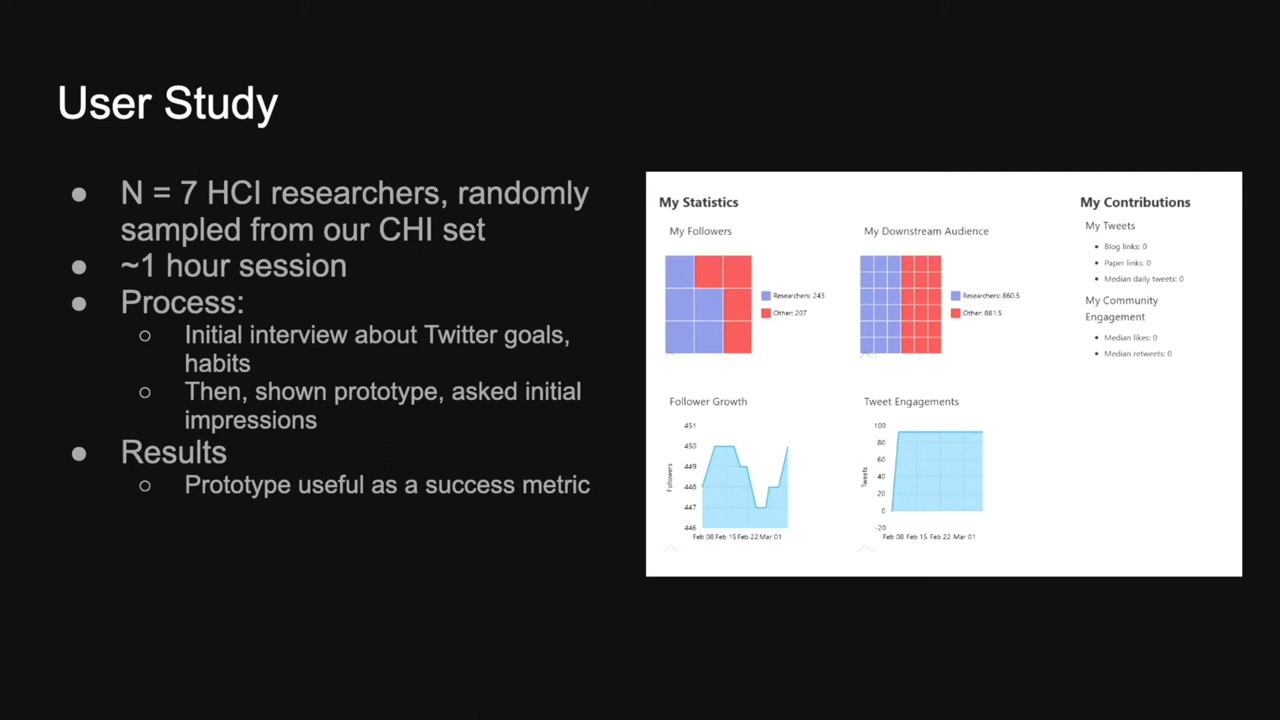 User Study
● N = 7 HCI researchers, randomly
sampled from our CHI set
● ~1 hour session
● Process:
○ Initial interview about Twitter goals,
habits
○ Then, shown prototype, asked initial
impressions
● Results
○ Prototype useful as a success metric
My Statistics
My Followers
Researchers: 243
Other: 207
My Downstream Audience
Researchers: 860.5
Other: 881.5
Follower Growth
451
450
449
448
447
446
Followers
Feb 08 Feb 15 Feb 22 Mar 01
Tweet Engagements
100
80
60
40
20
0
-20
Tweets
Feb 08 Feb 15 Feb 22 Mar 01
My Contributions
My Tweets
• Blog links: 0
• Paper links: 0
• Median daily tweets: 0
My Community
Engagement
• Median likes: 0
• Median retweets: 0